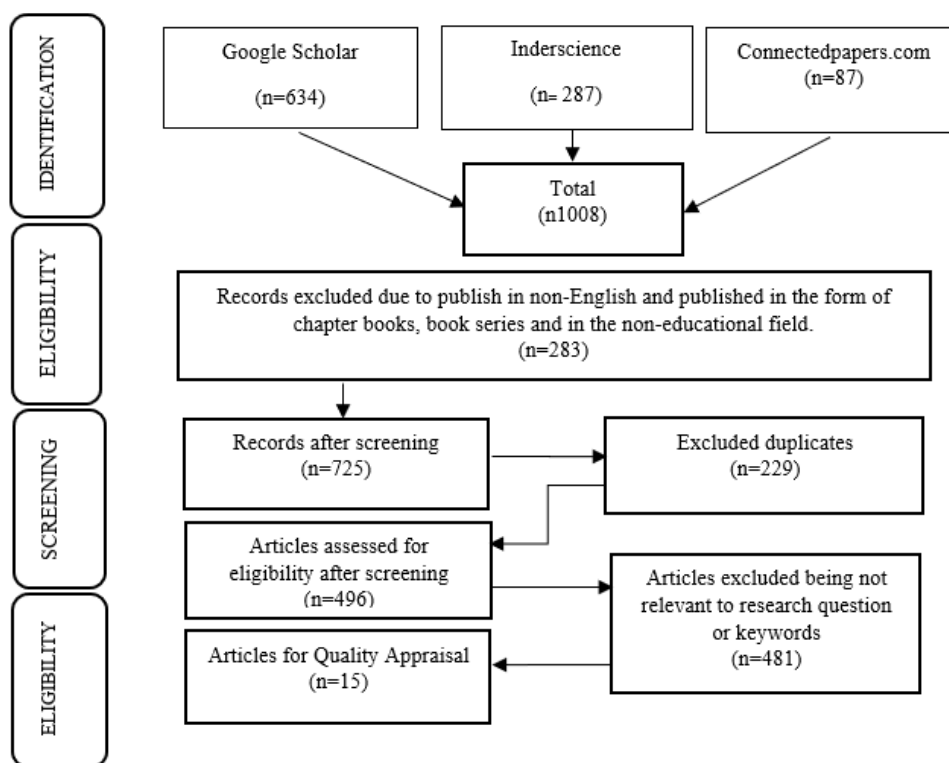 IDENTIFICATION
Google Scholar
(n=634)
Inderscience
(n= 287)
Connectedpapers.com
(n=87)
Total
(n1008)
ELIGIBILITY
Records excluded due to publish in non-English and published in the form of
chapter books, book series and in the non-educational field.
(n=283)
SCREENING
Records after screening
(n=725)
Excluded duplicates
(n=229)
Articles assessed for
eligibility after screening
(n=496)
Articles excluded being not
relevant to research question
or keywords
(n=481)
ELIGIBILITY
Articles for Quality Appraisal
(n=15)